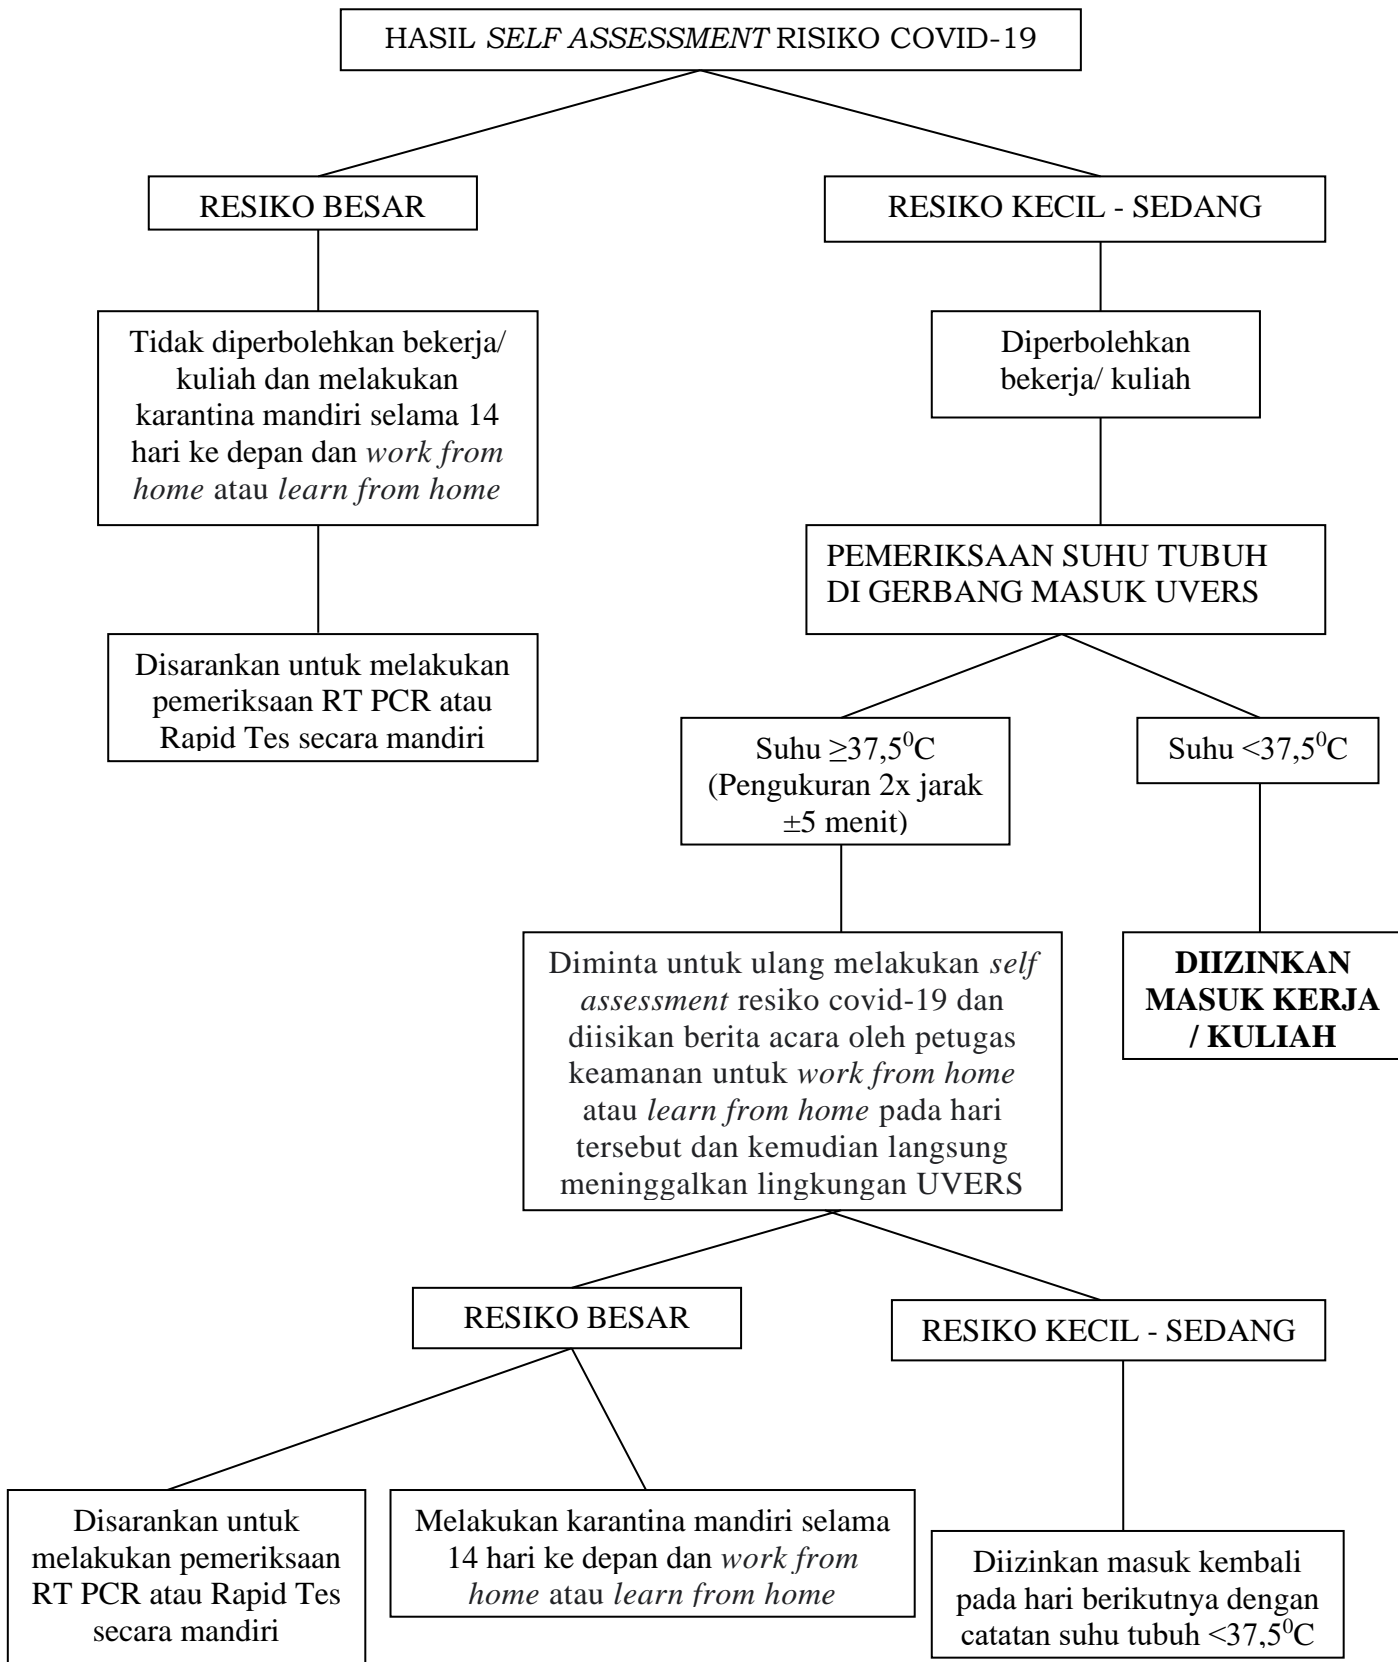 HASIL SELF ASSESSMENT RISIKO COVID-19
RESIKO BESAR
RESIKO KECIL - SEDANG
Tidak diperbolehkan bekerja/
kuliah dan melakukan
karantina mandiri selama 14
hari ke depan dan work from
home atau learn from home
Diperbolehkan
bekerja/ kuliah
PEMERIKSAAN SUHU TUBUH
DI GERBANG MASUK UVERS
Disarankan untuk melakukan
pemeriksaan RT PCR atau
Rapid Tes secara mandiri
Suhu ≥37,5⁰C
(Pengukuran 2x jarak
±5 menit)
Suhu <37,5⁰C
Diminta untuk ulang melakukan self
assessment resiko covid-19 dan
diisikan berita acara oleh petugas
keamanan untuk work from home
atau learn from home pada hari
tersebut dan kemudian langsung
meninggalkan lingkungan UVERS
DIIZINKAN
MASUK KERJA
/ KULIAH
RESIKO BESAR
RESIKO KECIL - SEDANG
Disarankan untuk
melakukan pemeriksaan
RT PCR atau Rapid Tes
secara mandiri
Melakukan karantina mandiri selama
14 hari ke depan dan work from
home atau learn from home
Diizinkan masuk kembali
pada hari berikutnya dengan
catatan suhu tubuh <37,5⁰C